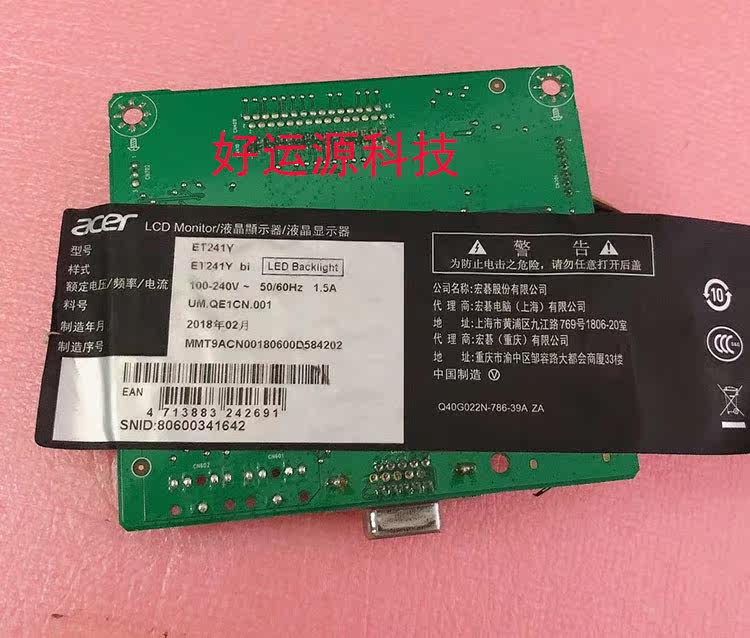 好运源科技
acer LCD Monitor/液晶顯示器/液晶显示器
型号 ET241Y
样式 ET241Y bi LED Backlight
额定电压/频率/电流 100-240V ~ 50/60Hz 1.5A
料号 UM.QE1CN.001
制造年月 2018年02月
制造序号 MMT9ACN00180600D584202
EAN
4 713883 242691
SNID:80600341642
警 告
为防止电击之危险，请勿任意打开后盖
公司名称: 宏碁股份有限公司
代 理 商: 宏碁电脑 (上海) 有限公司
地 址: 上海市黄浦区九江路769号1806-20室
代 理 商: 宏碁 (重庆) 有限公司
地 址: 重庆市渝中区邹容路大都会商厦33楼
中国制造 Ⓥ
Q40G022N-786-39A ZA
10
CCC
CN602
CN601